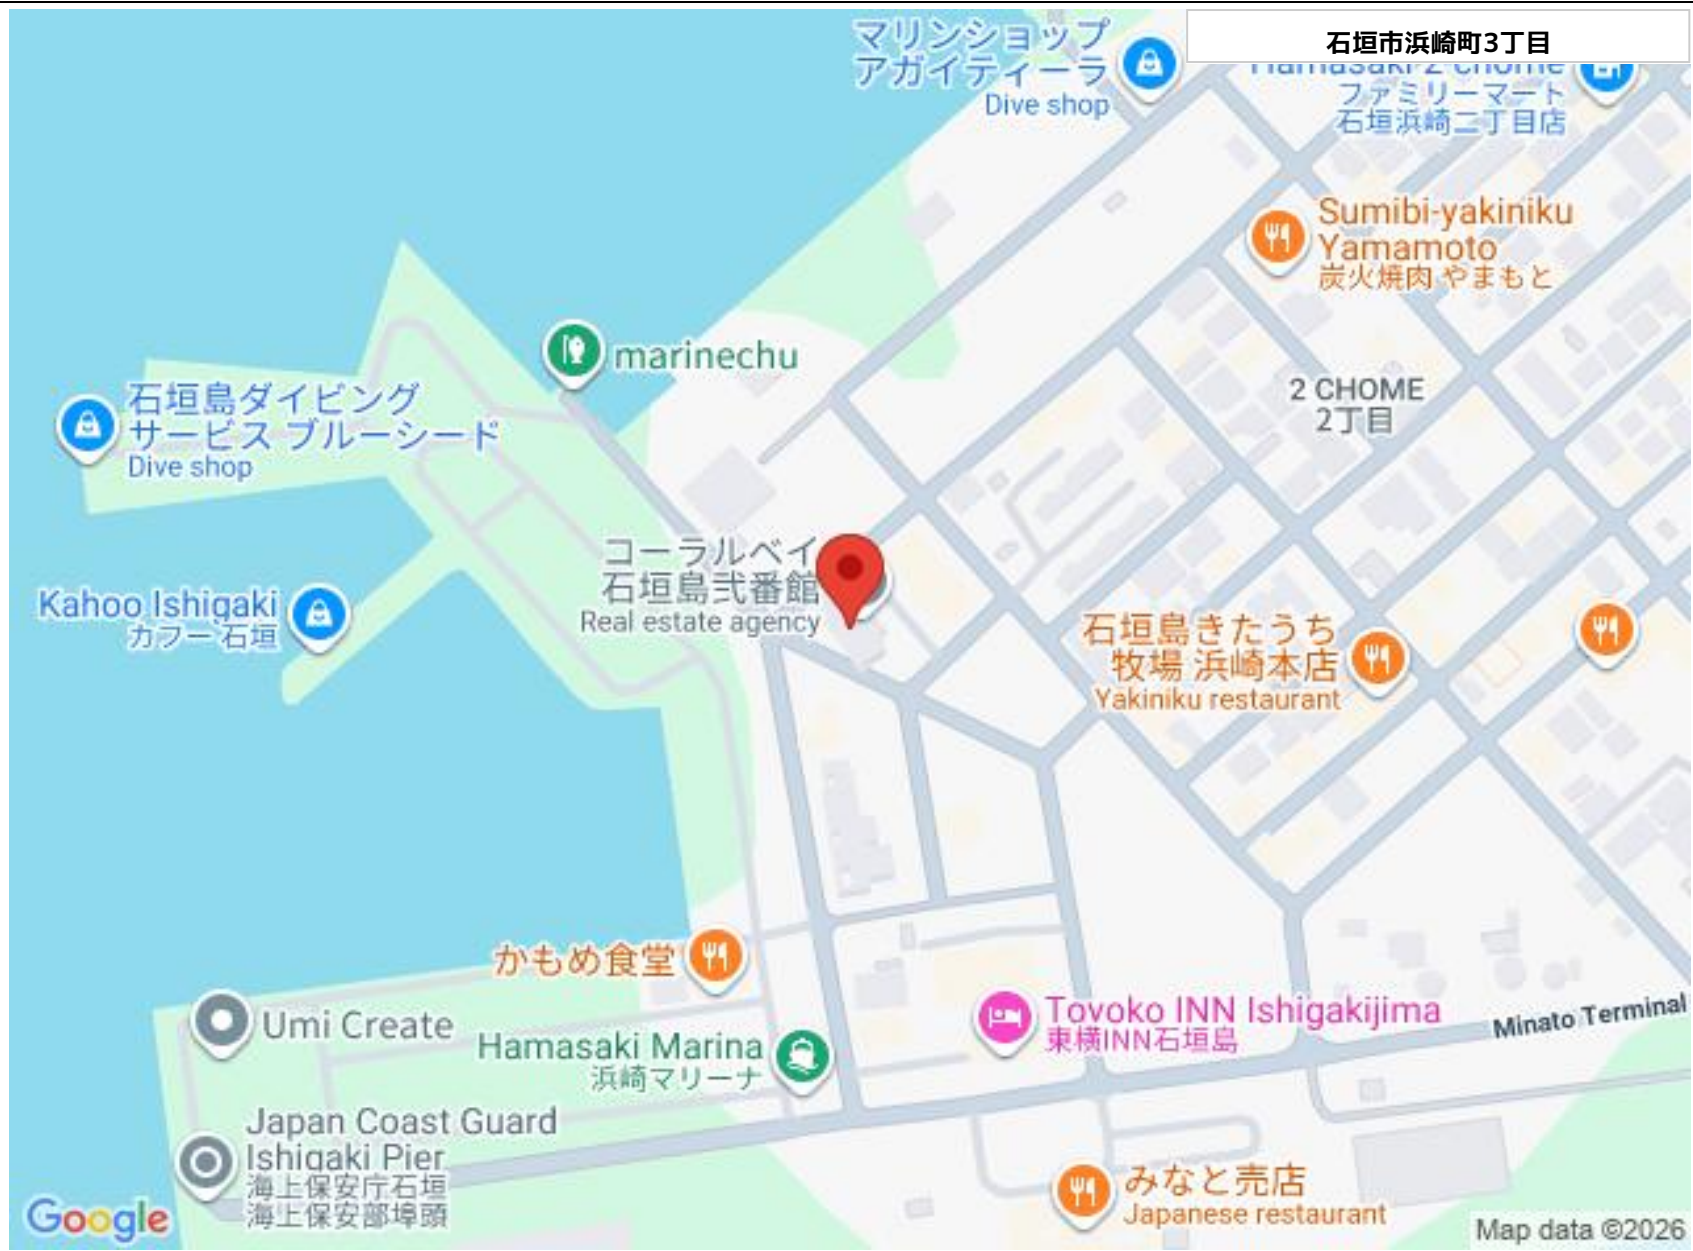 石垣市浜崎町3丁目
マリンショップ
アガイティーラ
Dive shop
Hamasaki 2-chome
ファミリーマート
石垣浜崎二丁目店
Sumibi-yakiniku
Yamamoto
炭火焼肉 やまもと
marinechu
2 CHOME
2丁目
石垣島ダイビング
サービス ブルーシード
Dive shop
コーラルベイ
石垣島弐番館
Real estate agency
Kahoo Ishigaki
カフー 石垣
石垣島きたうち
牧場 浜崎本店
Yakiniku restaurant
かもめ食堂
Umi Create
Hamasaki Marina
浜崎マリーナ
Toyoko INN Ishigakijima
東横INN石垣島
Minato Terminal
Japan Coast Guard
Ishigaki Pier
海上保安庁石垣
海上保安部埠頭
みなと売店
Japanese restaurant
Google
Map data ©2026